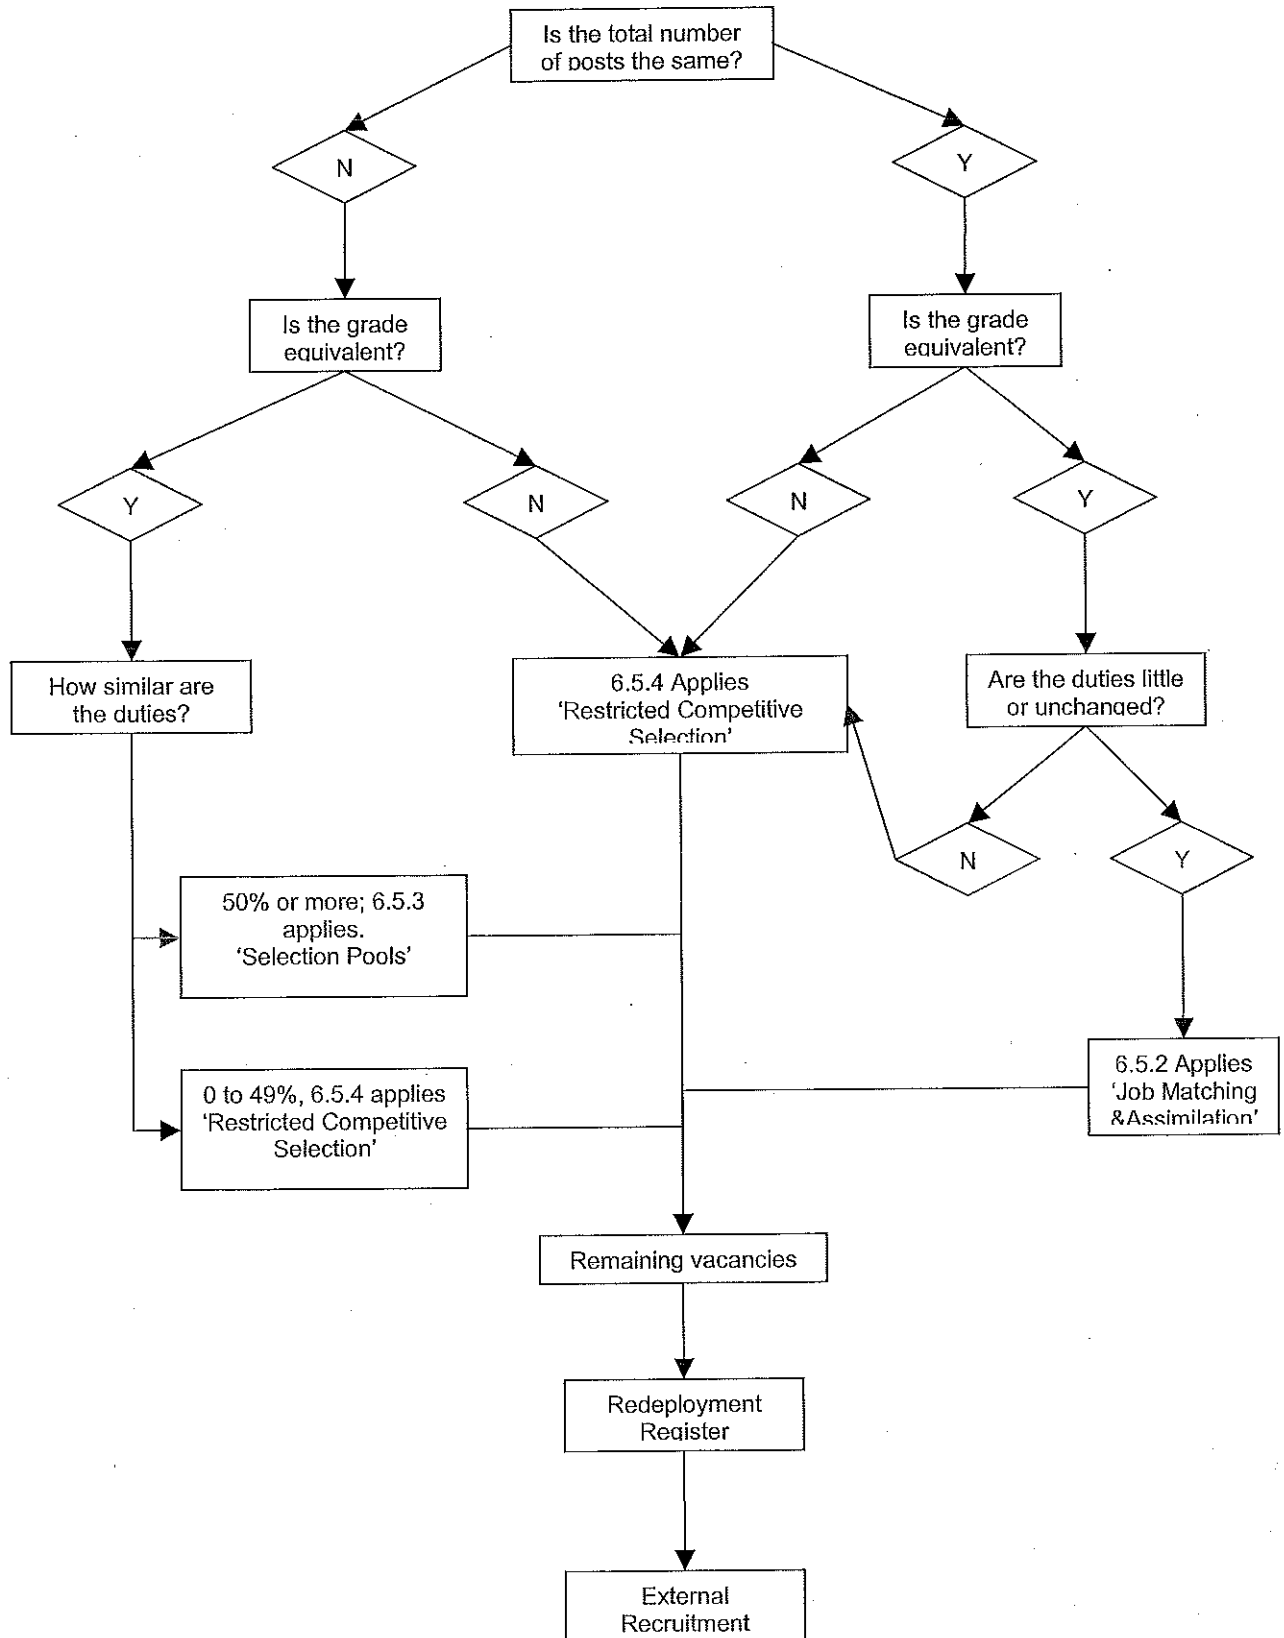 Is the total number
of posts the same?
N
Y
Is the grade
equivalent?
Is the grade
equivalent?
Y
N
N
Y
How similar are
the duties?
6.5.4 Applies
‘Restricted Competitive
Selection’
Are the duties little
or unchanged?
N
Y
50% or more; 6.5.3
applies.
‘Selection Pools’
6.5.2 Applies
‘Job Matching
&Assimilation’
0 to 49%, 6.5.4 applies
‘Restricted Competitive
Selection’
Remaining vacancies
Redeployment
Register
External
Recruitment